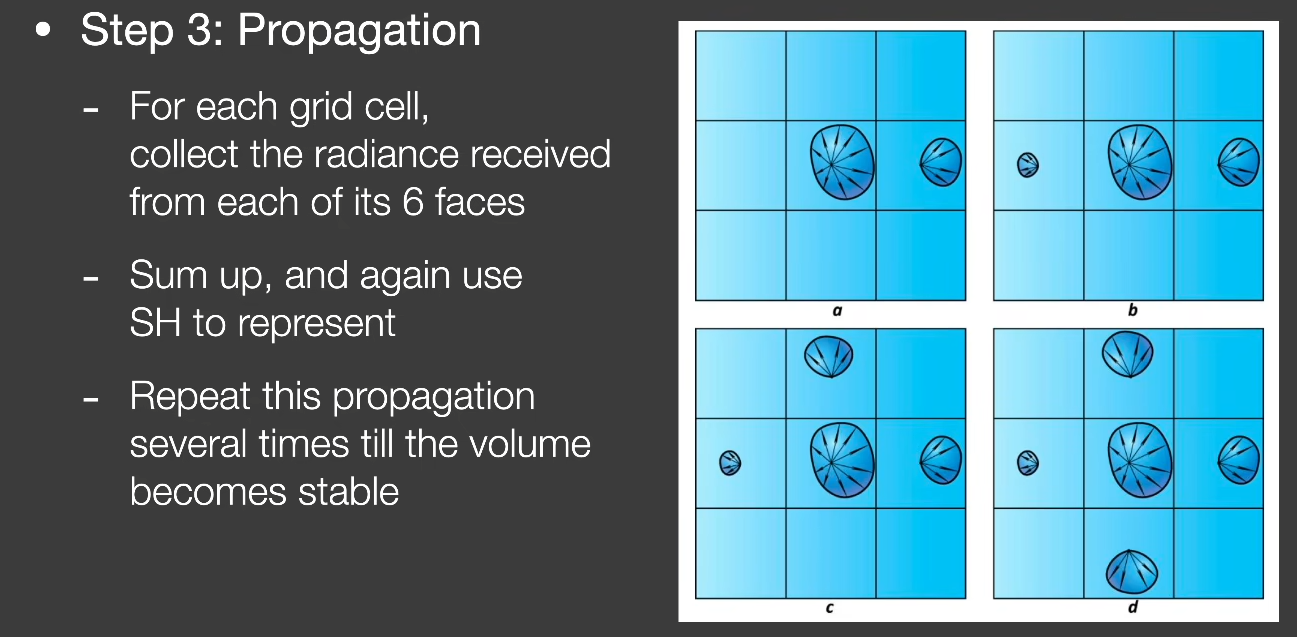 • Step 3: Propagation
- For each grid cell,
collect the radiance received
from each of its 6 faces
- Sum up, and again use
SH to represent
- Repeat this propagation
several times till the volume
becomes stable
a
b
c
d